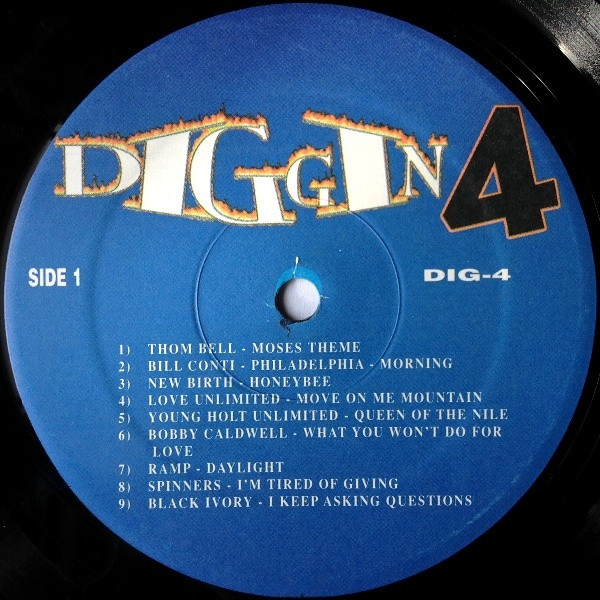 DIGGIN 4
SIDE 1
DIG-4
1) THOM BELL - MOSES THEME
2) BILL CONTI - PHILADELPHIA - MORNING
3) NEW BIRTH - HONEYBEE
4) LOVE UNLIMITED - MOVE ON ME MOUNTAIN
5) YOUNG HOLT UNLIMITED - QUEEN OF THE NILE
6) BOBBY CALDWELL - WHAT YOU WON'T DO FOR
LOVE
7) RAMP - DAYLIGHT
8) SPINNERS - I'M TIRED OF GIVING
9) BLACK IVORY - I KEEP ASKING QUESTIONS